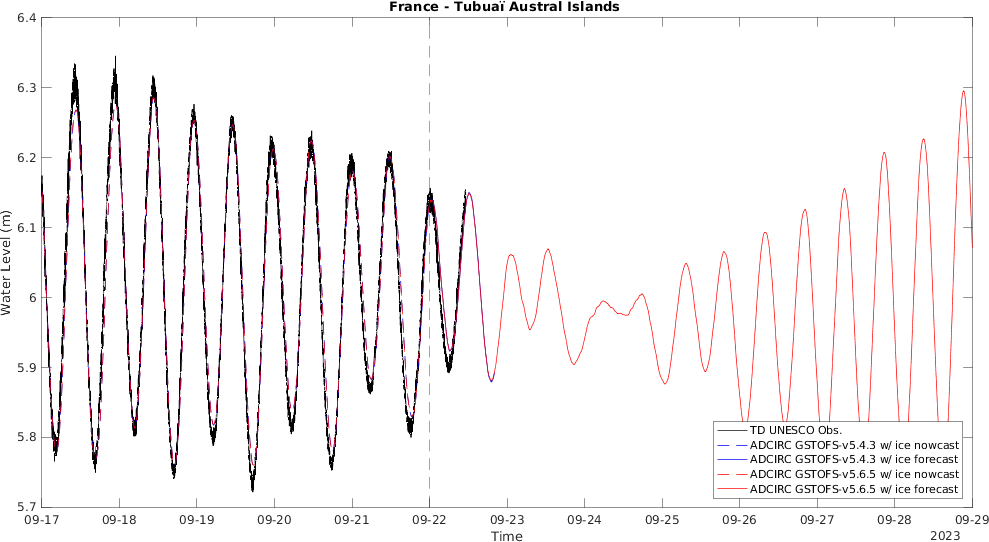 France - Tubuaï Austral Islands
6.4
6.3
6.2
6.1
6
5.9
5.8
5.7
Water Level (m)
TD UNESCO Obs.
ADCIRC GSTOFS-v5.4.3 w/ ice nowcast
ADCIRC GSTOFS-v5.4.3 w/ ice forecast
ADCIRC GSTOFS-v5.6.5 w/ ice nowcast
ADCIRC GSTOFS-v5.6.5 w/ ice forecast
09-17 09-18 09-19 09-20 09-21 09-22 09-23 09-24 09-25 09-26 09-27 09-28 09-29
Time
2023